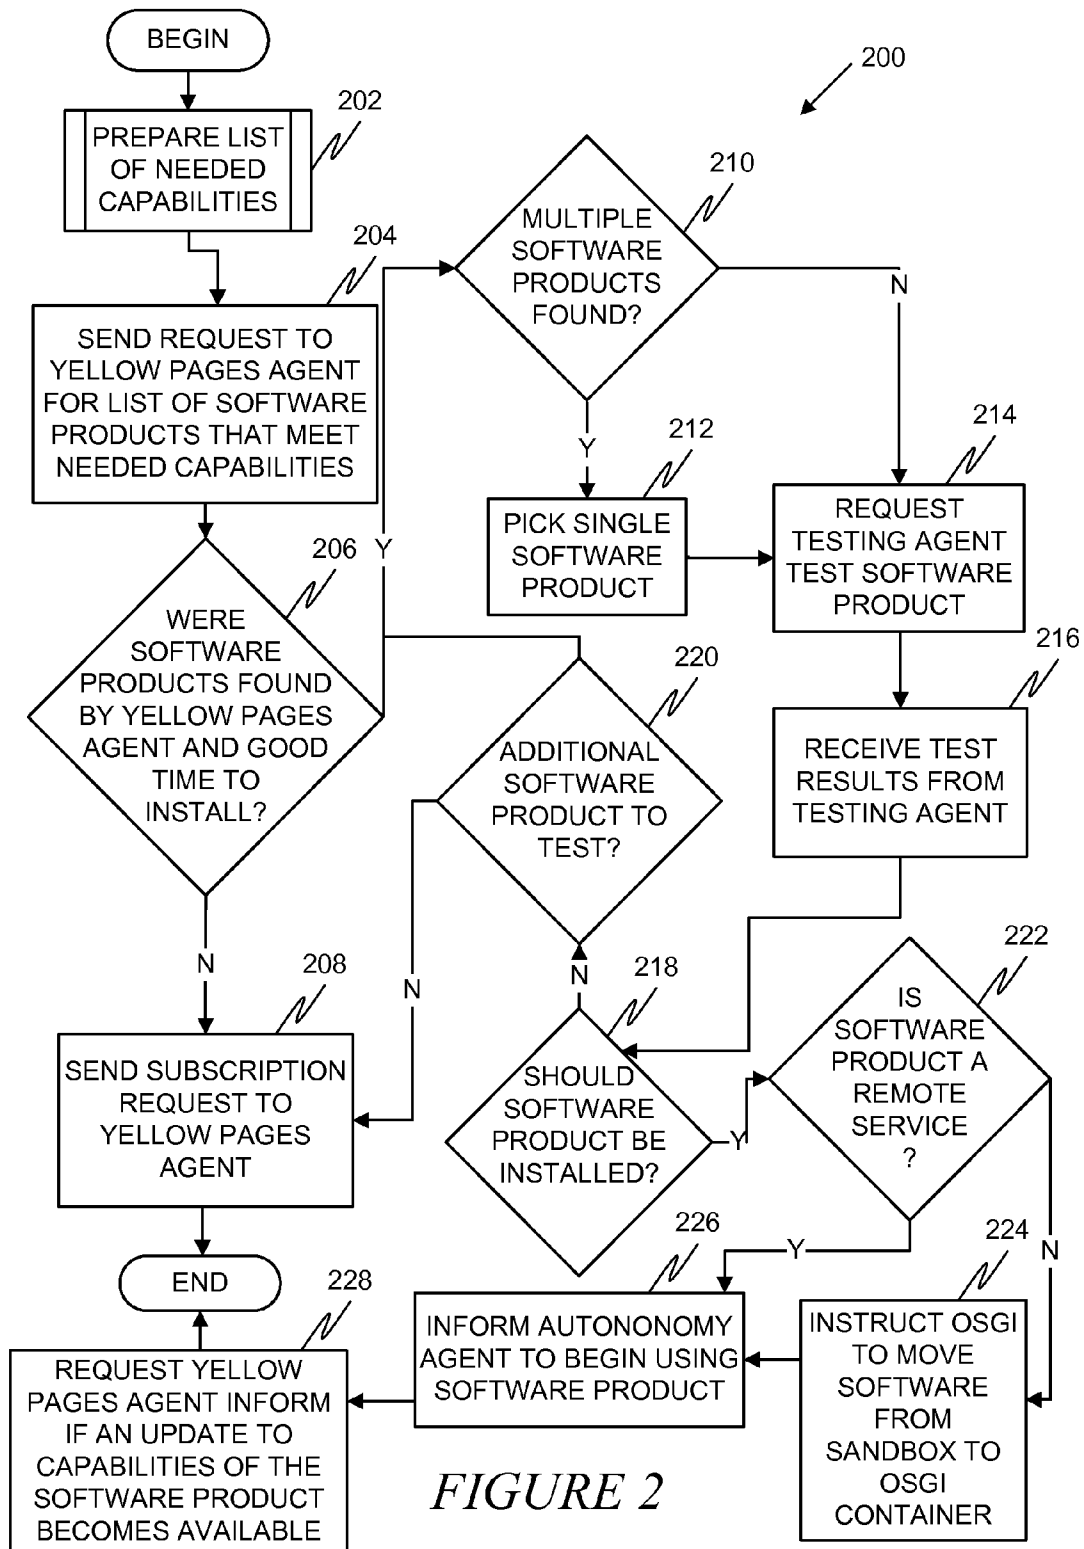 BEGIN
200
202
PREPARE LIST
OF NEEDED
CAPABILITIES
204
SEND REQUEST TO
YELLOW PAGES AGENT
FOR LIST OF SOFTWARE
PRODUCTS THAT MEET
NEEDED CAPABILITIES
206
Y
WERE
SOFTWARE
PRODUCTS FOUND
BY YELLOW PAGES
AGENT AND GOOD
TIME TO
INSTALL?
N
208
SEND SUBSCRIPTION
REQUEST TO
YELLOW PAGES
AGENT
END
210
MULTIPLE
SOFTWARE
PRODUCTS
FOUND?
N
Y
212
PICK SINGLE
SOFTWARE
PRODUCT
214
REQUEST
TESTING AGENT
TEST SOFTWARE
PRODUCT
216
RECEIVE TEST
RESULTS FROM
TESTING AGENT
220
ADDITIONAL
SOFTWARE
PRODUCT TO
TEST?
N
N
218
SHOULD
SOFTWARE
PRODUCT BE
INSTALLED?
Y
222
IS
SOFTWARE
PRODUCT A
REMOTE
SERVICE
?
Y
N
224
INSTRUCT OSGI
TO MOVE
SOFTWARE
FROM
SANDBOX TO
OSGI
CONTAINER
226
INFORM AUTONONOMY
AGENT TO BEGIN USING
SOFTWARE PRODUCT
228
REQUEST YELLOW
PAGES AGENT INFORM
IF AN UPDATE TO
CAPABILITIES OF THE
SOFTWARE PRODUCT
BECOMES AVAILABLE
FIGURE 2